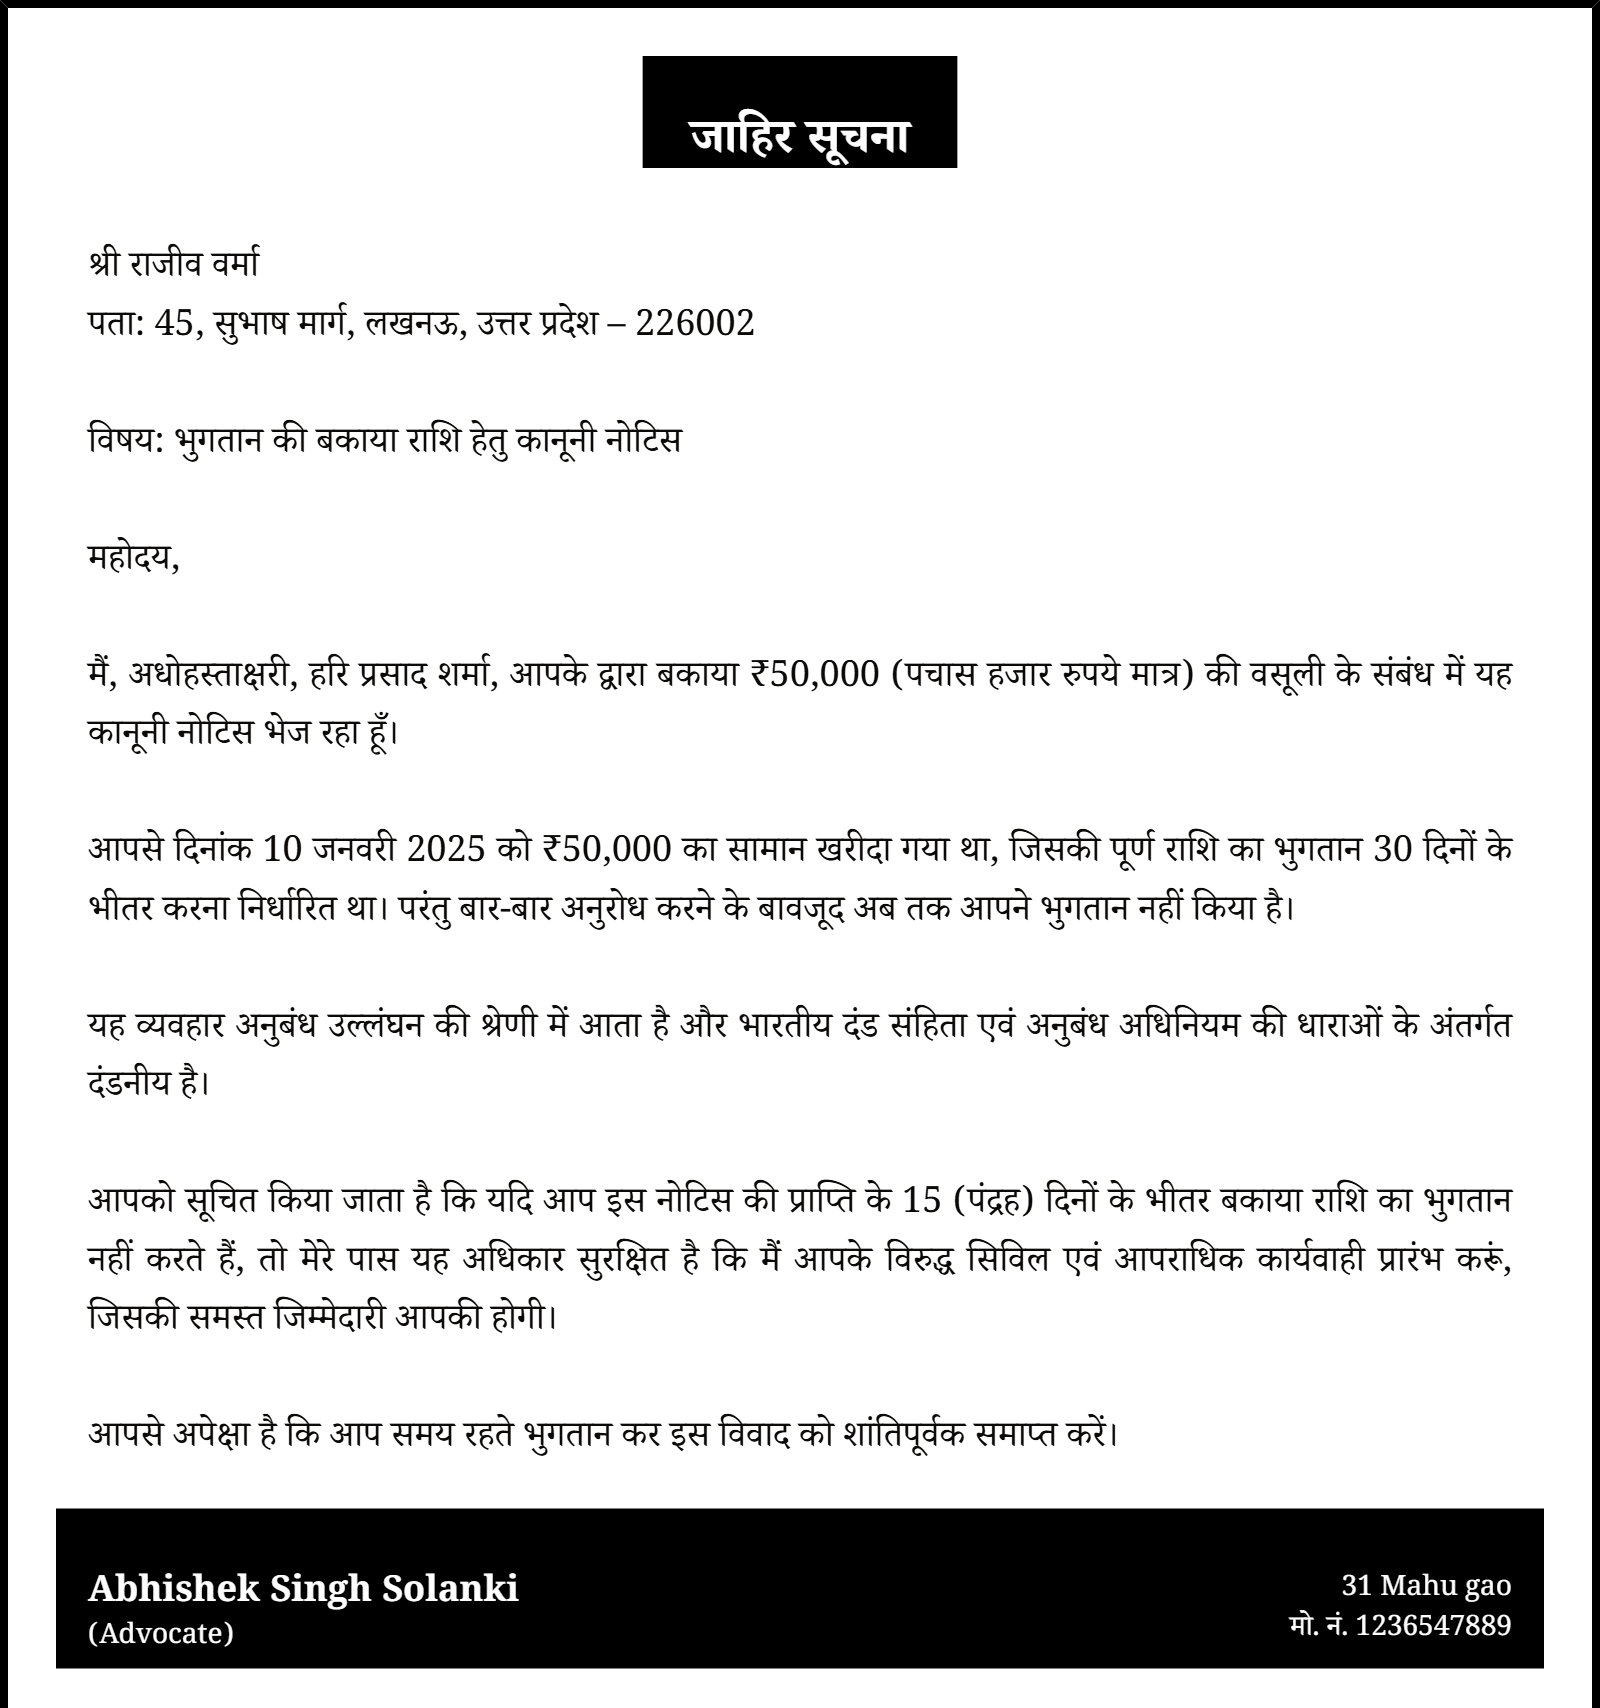 जाहिर सूचना
श्री राजीव वर्मा
पता: 45, सुभाष मार्ग, लखनऊ, उत्तर प्रदेश – 226002
विषय: भुगतान की बकाया राशि हेतु कानूनी नोटिस
महोदय,
मैं, अधोहस्ताक्षरी, हरि प्रसाद शर्मा, आपके द्वारा बकाया ₹50,000 (पचास हजार रुपये मात्र) की वसूली के संबंध में यह
कानूनी नोटिस भेज रहा हूँ।
आपसे दिनांक 10 जनवरी 2025 को ₹50,000 का सामान खरीदा गया था, जिसकी पूर्ण राशि का भुगतान 30 दिनों के
भीतर करना निर्धारित था। परंतु बार-बार अनुरोध करने के बावजूद अब तक आपने भुगतान नहीं किया है।
यह व्यवहार अनुबंध उल्लंघन की श्रेणी में आता है और भारतीय दंड संहिता एवं अनुबंध अधिनियम की धाराओं के अंतर्गत
दंडनीय है।
आपको सूचित किया जाता है कि यदि आप इस नोटिस की प्राप्ति के 15 (पंद्रह) दिनों के भीतर बकाया राशि का भुगतान
नहीं करते हैं, तो मेरे पास यह अधिकार सुरक्षित है कि मैं आपके विरुद्ध सिविल एवं आपराधिक कार्यवाही प्रारंभ करूं,
जिसकी समस्त जिम्मेदारी आपकी होगी।
आपसे अपेक्षा है कि आप समय रहते भुगतान कर इस विवाद को शांतिपूर्वक समाप्त करें।
Abhishek Singh Solanki
(Advocate)
31 Mahu gao
मो. नं. 1236547889